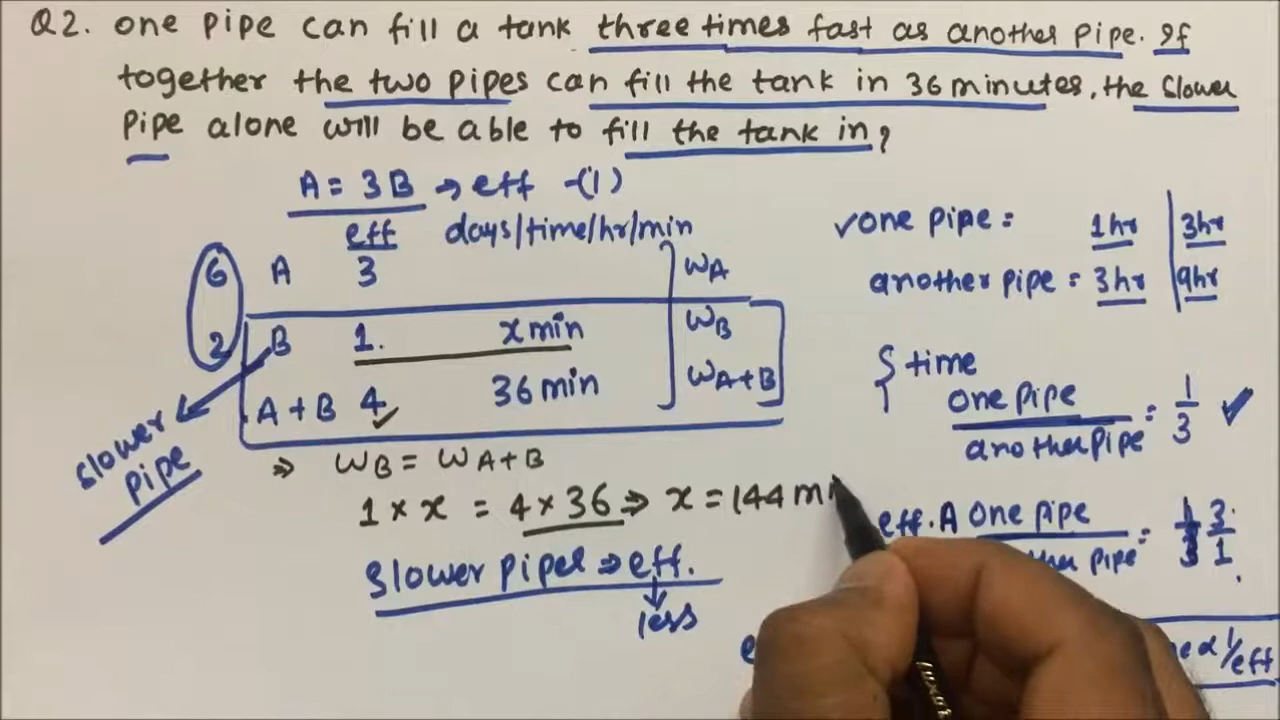 Q2. one pipe can fill a tank three times fast as another pipe. If
together the two pipes can fill the tank in 36 minutes, the slower
pipe alone will be able to fill the tank in?
A = 3B → eff -(1)
eff days/time/hr/min
6 A 3 WA
2 B 1. x min WB
A+B 4 36 min WA+B
slower
pipe
⇒ WB = WA+B
1 × x = 4 × 36 ⇒ x = 144 m
Slower pipes ⇒ eff.
less
✓one pipe = 1hr 3hr
another pipe = 3hr 9hr
time
one pipe
another pipe = 1/3 ✓
eff. A one pipe
pipe = 3/1
∝ 1/eff